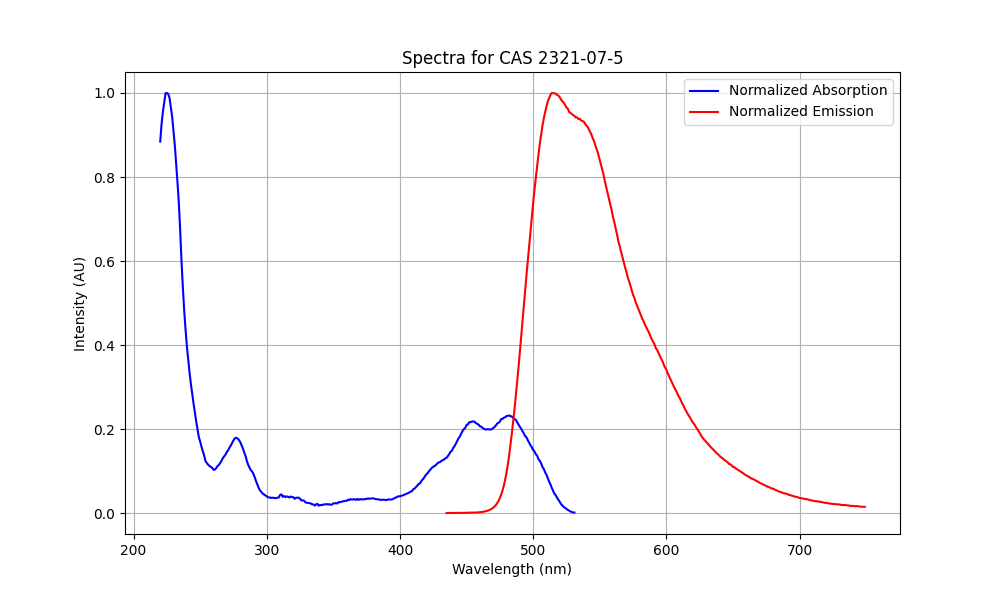 Spectra for CAS 2321-07-5
Normalized Absorption
Normalized Emission
Intensity (AU)
1.0
0.8
0.6
0.4
0.2
0.0
200 300 400 500 600 700
Wavelength (nm)